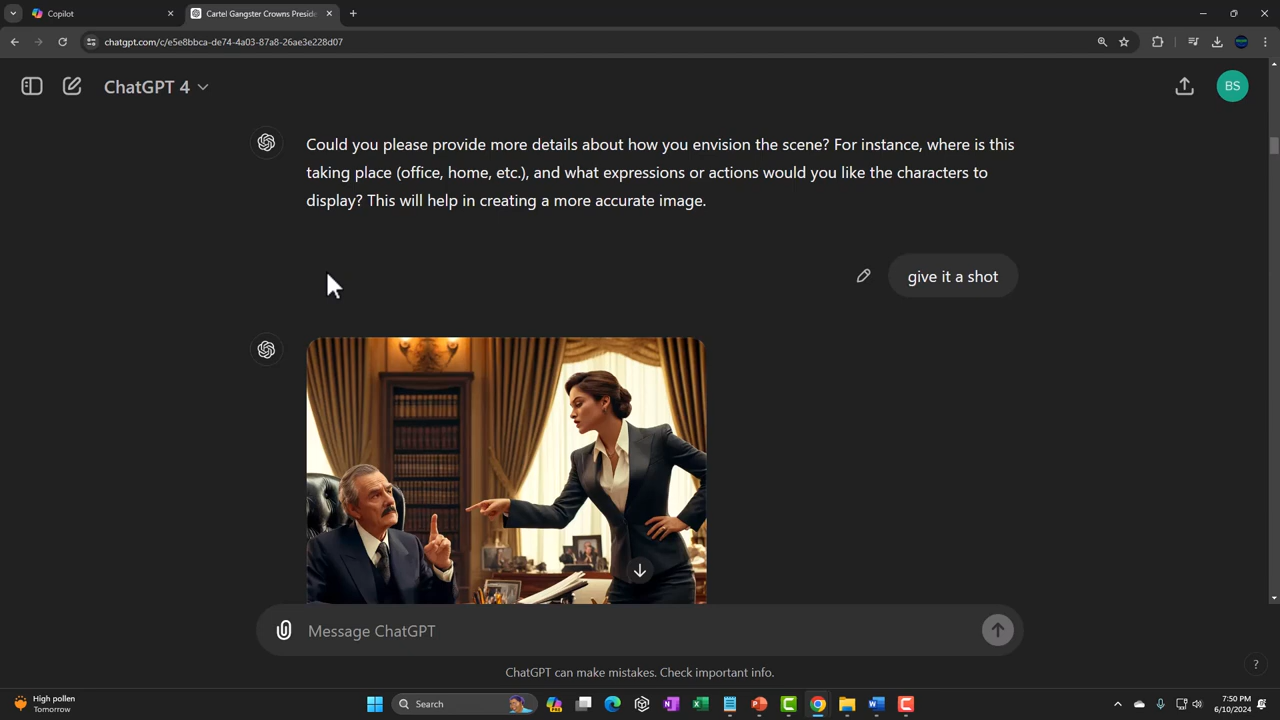 Copilot
Cartel Gangster Crowns Preside
chatgpt.com/c/e5e8bbca-de74-4a03-87a8-26ae3e228d07
ChatGPT 4
BS
Could you please provide more details about how you envision the scene? For instance, where is this
taking place (office, home, etc.), and what expressions or actions would you like the characters to
display? This will help in creating a more accurate image.
give it a shot
Message ChatGPT
ChatGPT can make mistakes. Check important info.
?
High pollen
Tomorrow
Search
7:50 PM
6/10/2024